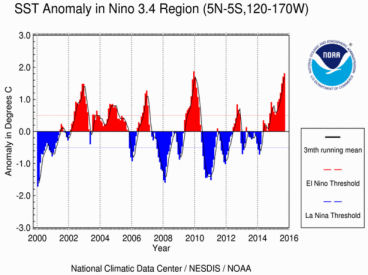 SST Anomaly in Nino 3.4 Region (5N-5S,120-170W)
3.0
2.0
1.0
0.0
-1.0
-2.0
-3.0
Anomaly in Degrees C
2000 2002 2004 2006 2008 2010 2012 2014 2016
Year
NOAA
3mth running mean
El Nino Threshold
La Nina Threshold
National Climatic Data Center / NESDIS / NOAA